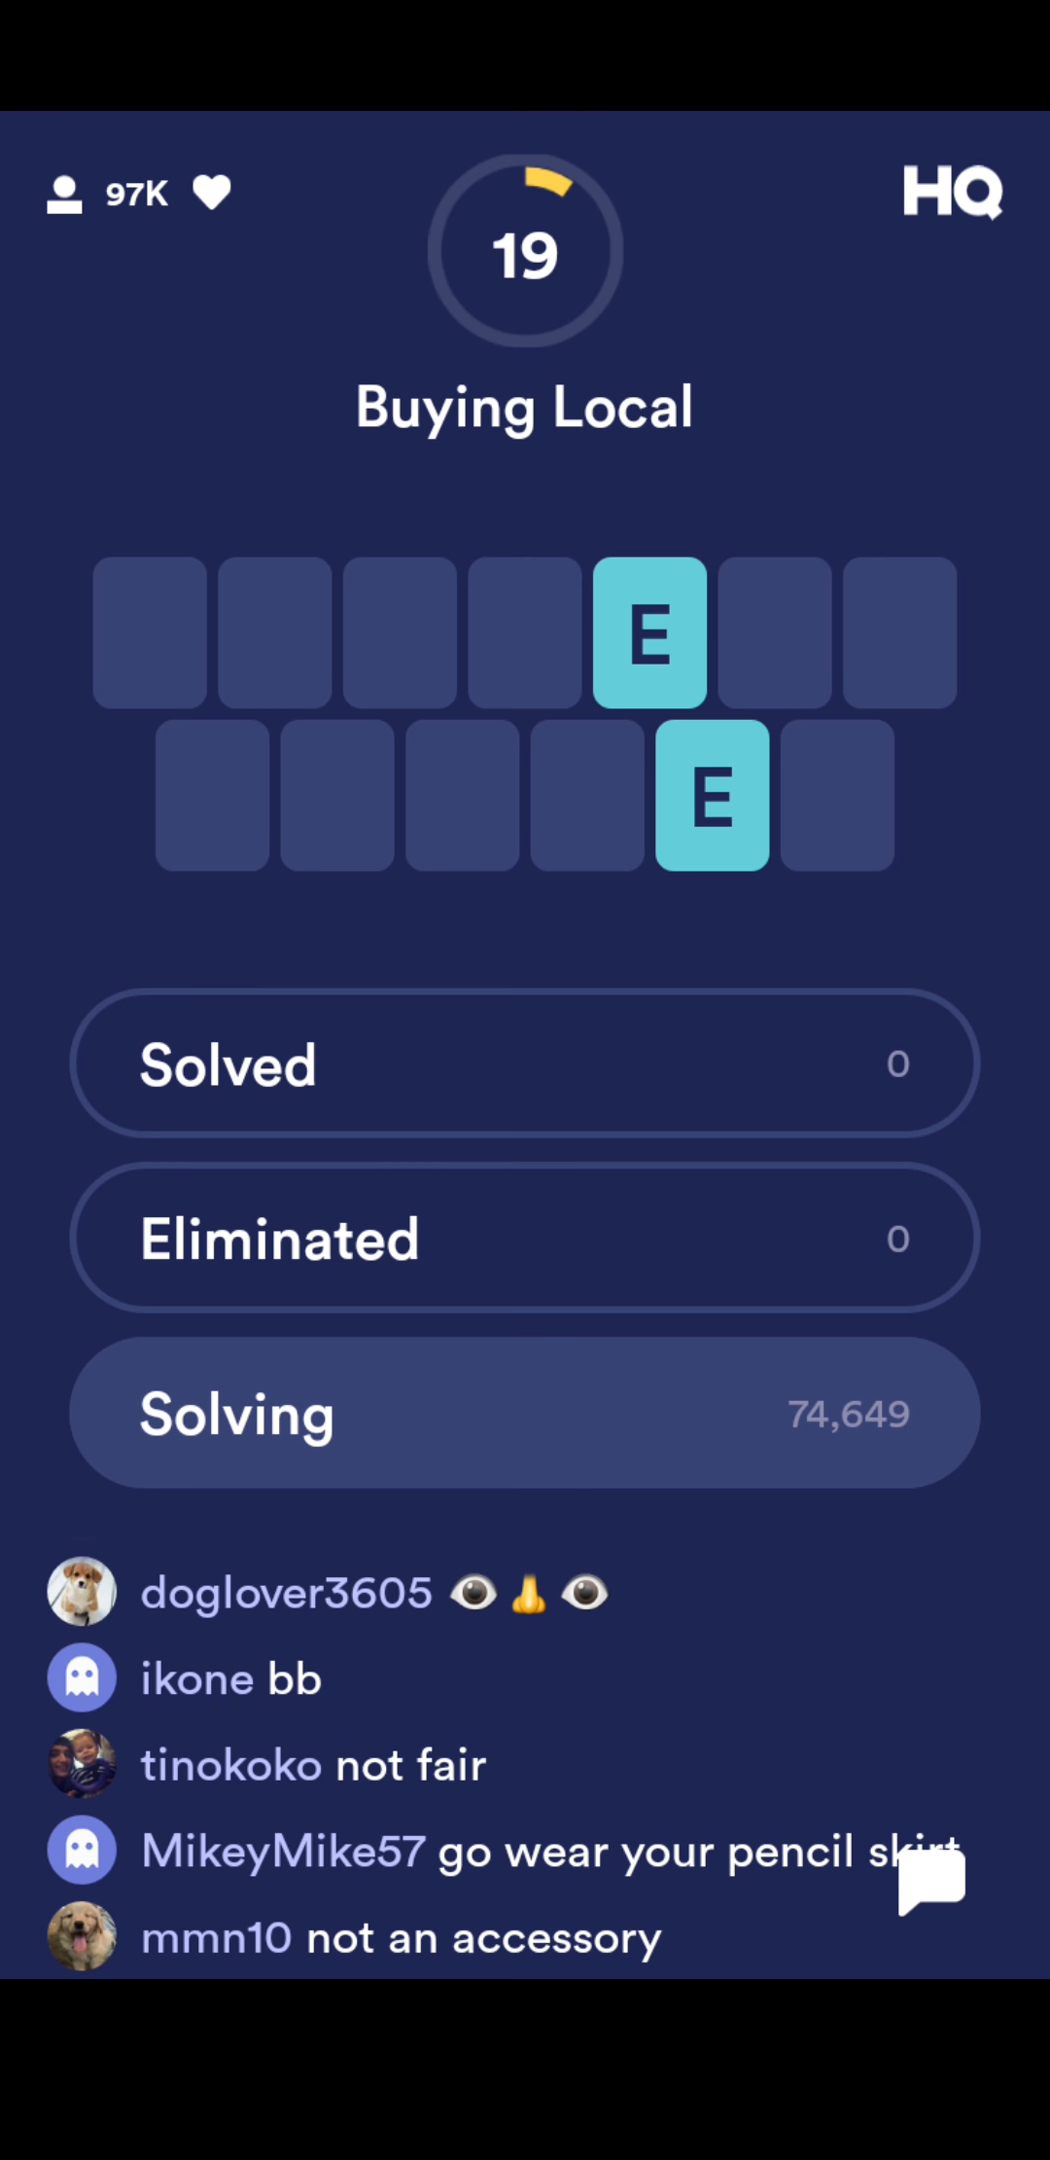 97K
19
HQ
Buying Local
E
E
Solved 0
Eliminated 0
Solving 74,649
doglover3605 👁👃👁
ikone bb
tinokoko not fair
MikeyMike57 go wear your pencil skirt
mmn10 not an accessory